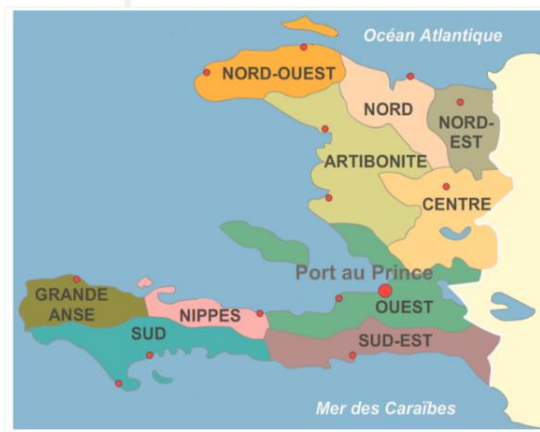 Océan Atlantique
NORD-OUEST
NORD
NORD-
EST
ARTIBONITE
CENTRE
Port au Prince
GRANDE
ANSE
NIPPES
OUEST
SUD
SUD-EST
Mer des Caraïbes